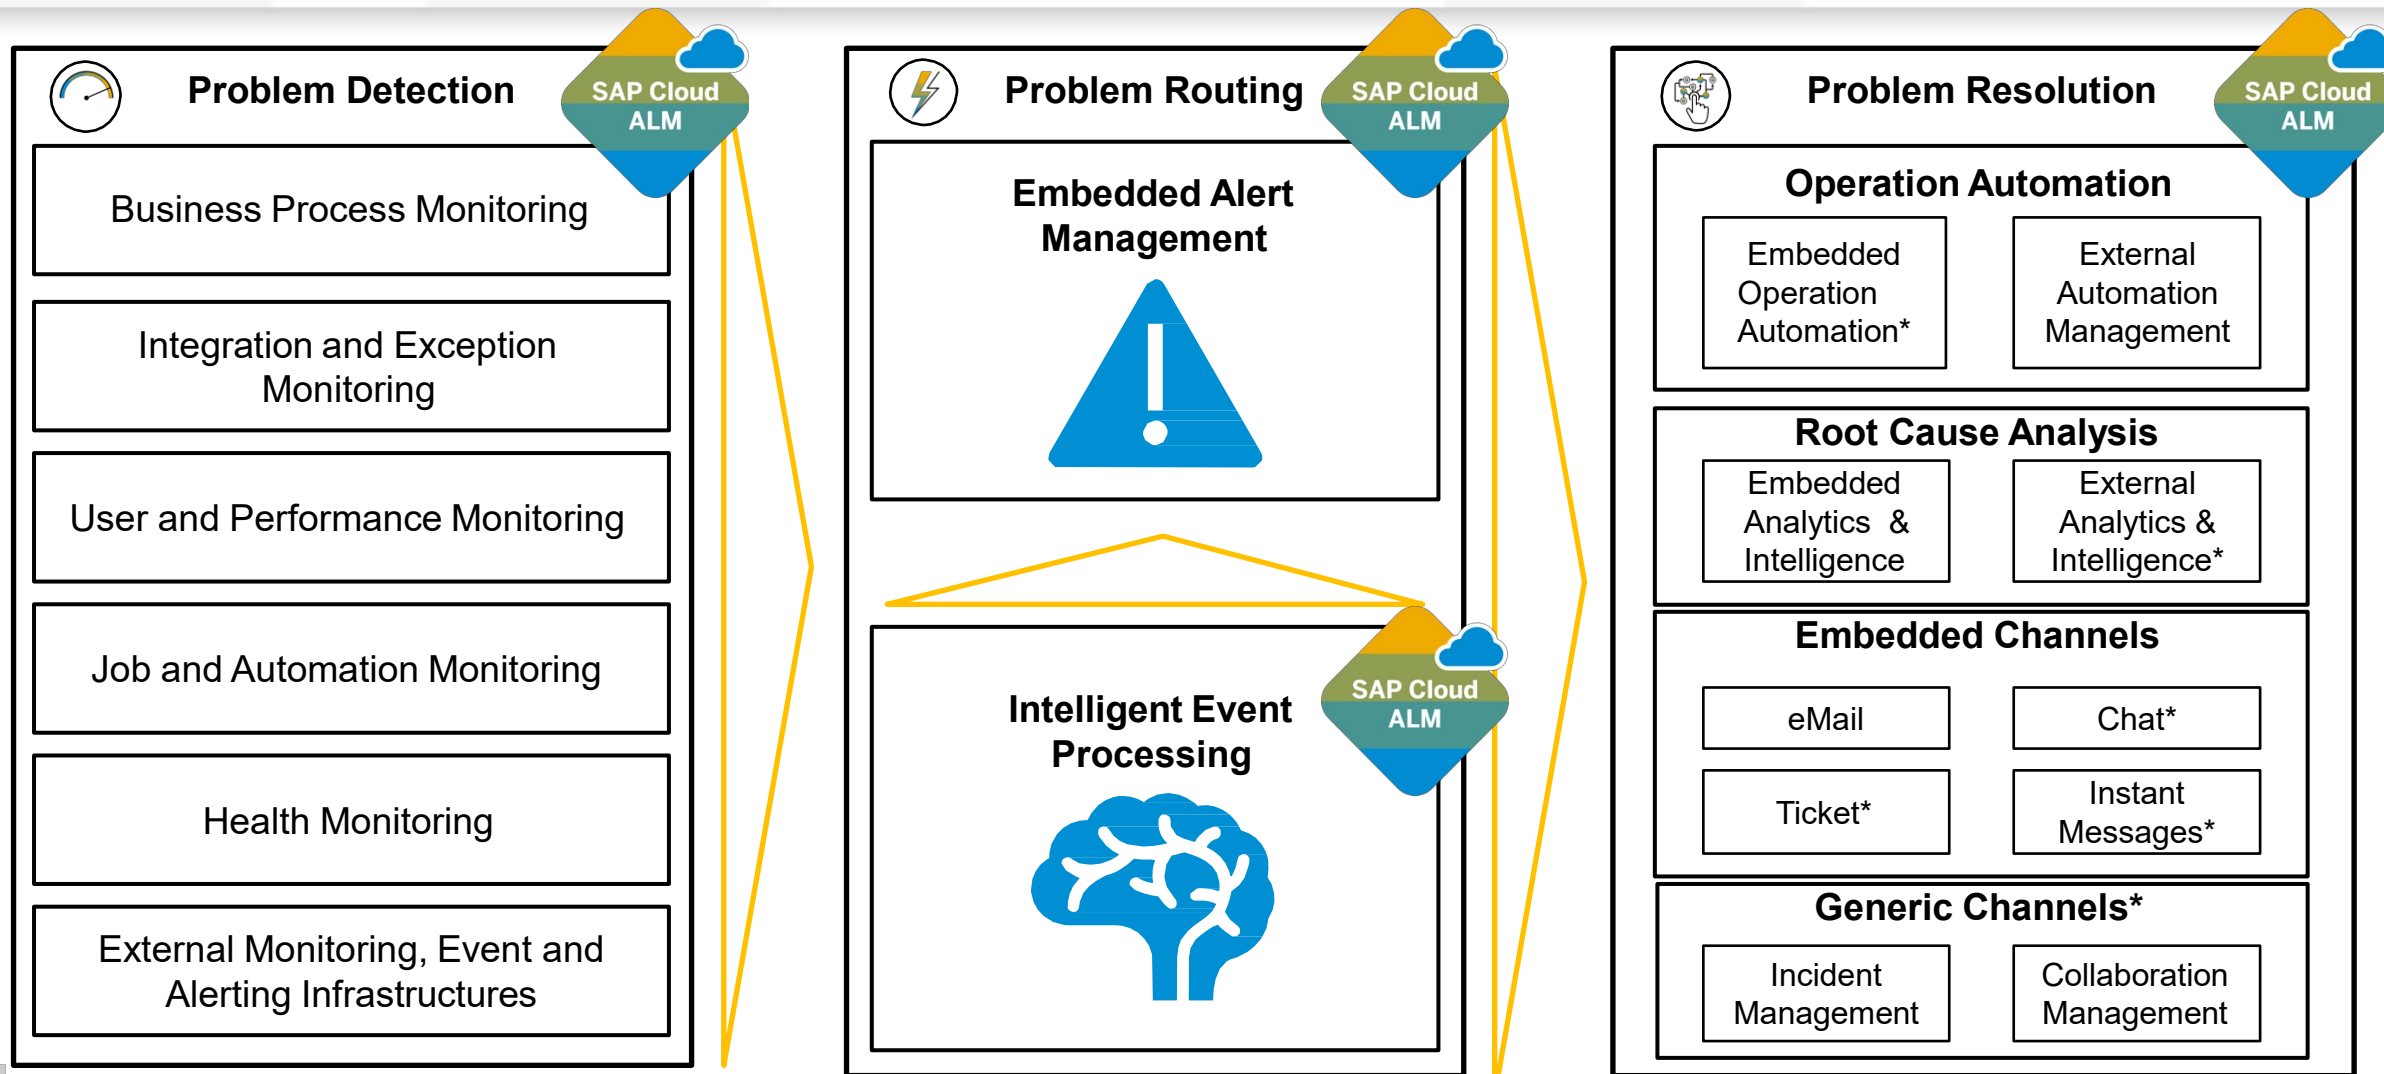 Problem Detection
SAP Cloud
ALM
Business Process Monitoring
Integration and Exception
Monitoring
User and Performance Monitoring
Job and Automation Monitoring
Health Monitoring
External Monitoring, Event and
Alerting Infrastructures
Problem Routing
SAP Cloud
ALM
Embedded Alert
Management
SAP Cloud
ALM
Intelligent Event
Processing
Problem Resolution
SAP Cloud
ALM
Operation Automation
Embedded
Operation
Automation*
External
Automation
Management
Root Cause Analysis
Embedded
Analytics &
Intelligence
External
Analytics &
Intelligence*
Embedded Channels
eMail
Chat*
Ticket*
Instant
Messages*
Generic Channels*
Incident
Management
Collaboration
Management